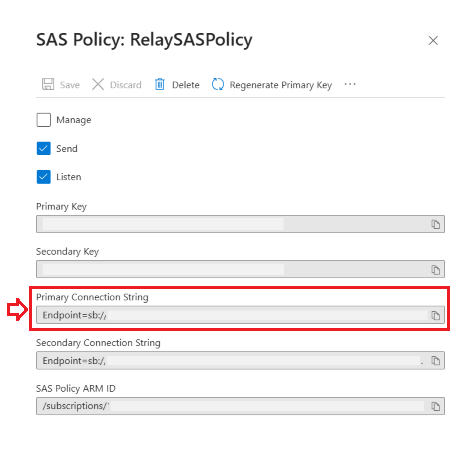 SAS Policy: RelaySASPolicy
Save Discard Delete Regenerate Primary Key ...
Manage
Send
Listen
Primary Key
Secondary Key
Primary Connection String
Endpoint=sb://
Secondary Connection String
Endpoint=sb:/
SAS Policy ARM ID
/subscriptions/